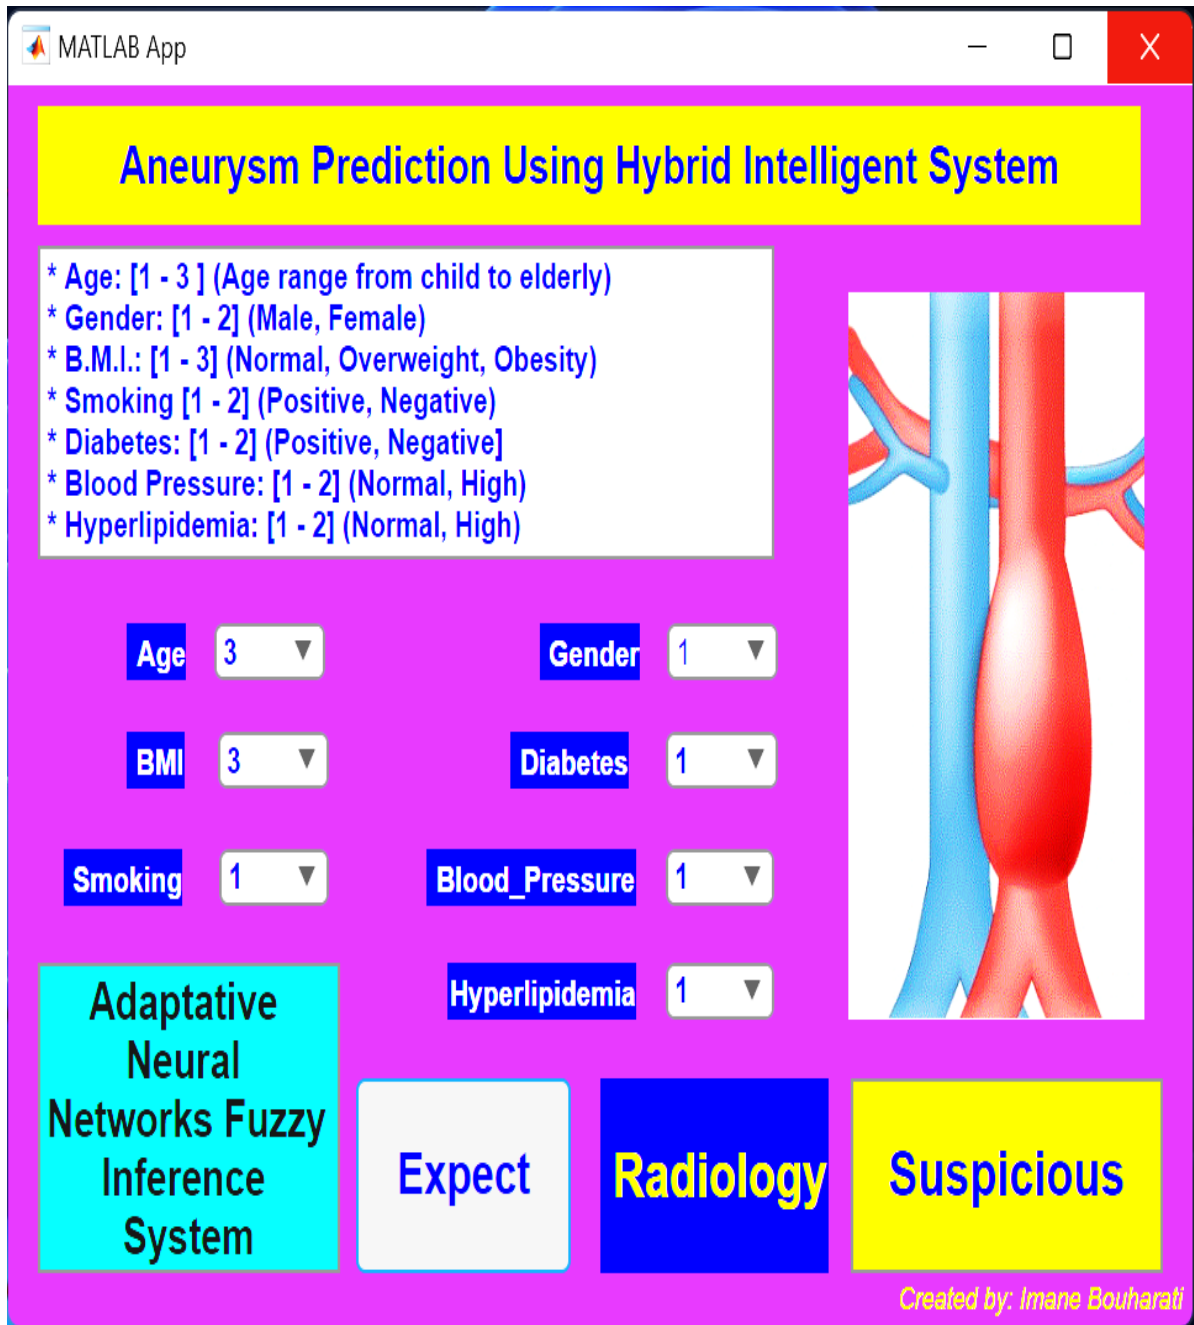 MATLAB App
Aneurysm Prediction Using Hybrid Intelligent System
* Age: [1 - 3 ] (Age range from child to elderly)
* Gender: [1 - 2] (Male, Female)
* B.M.I.: [1 - 3] (Normal, Overweight, Obesity)
* Smoking [1 - 2] (Positive, Negative)
* Diabetes: [1 - 2] (Positive, Negative]
* Blood Pressure: [1 - 2] (Normal, High)
* Hyperlipidemia: [1 - 2] (Normal, High)
Age 3
Gender 1
BMI 3
Diabetes 1
Smoking 1
Blood_Pressure 1
Hyperlipidemia 1
Adaptative
Neural
Networks Fuzzy
Inference
System
Expect
Radiology
Suspicious
Created by: Imane Bouharati